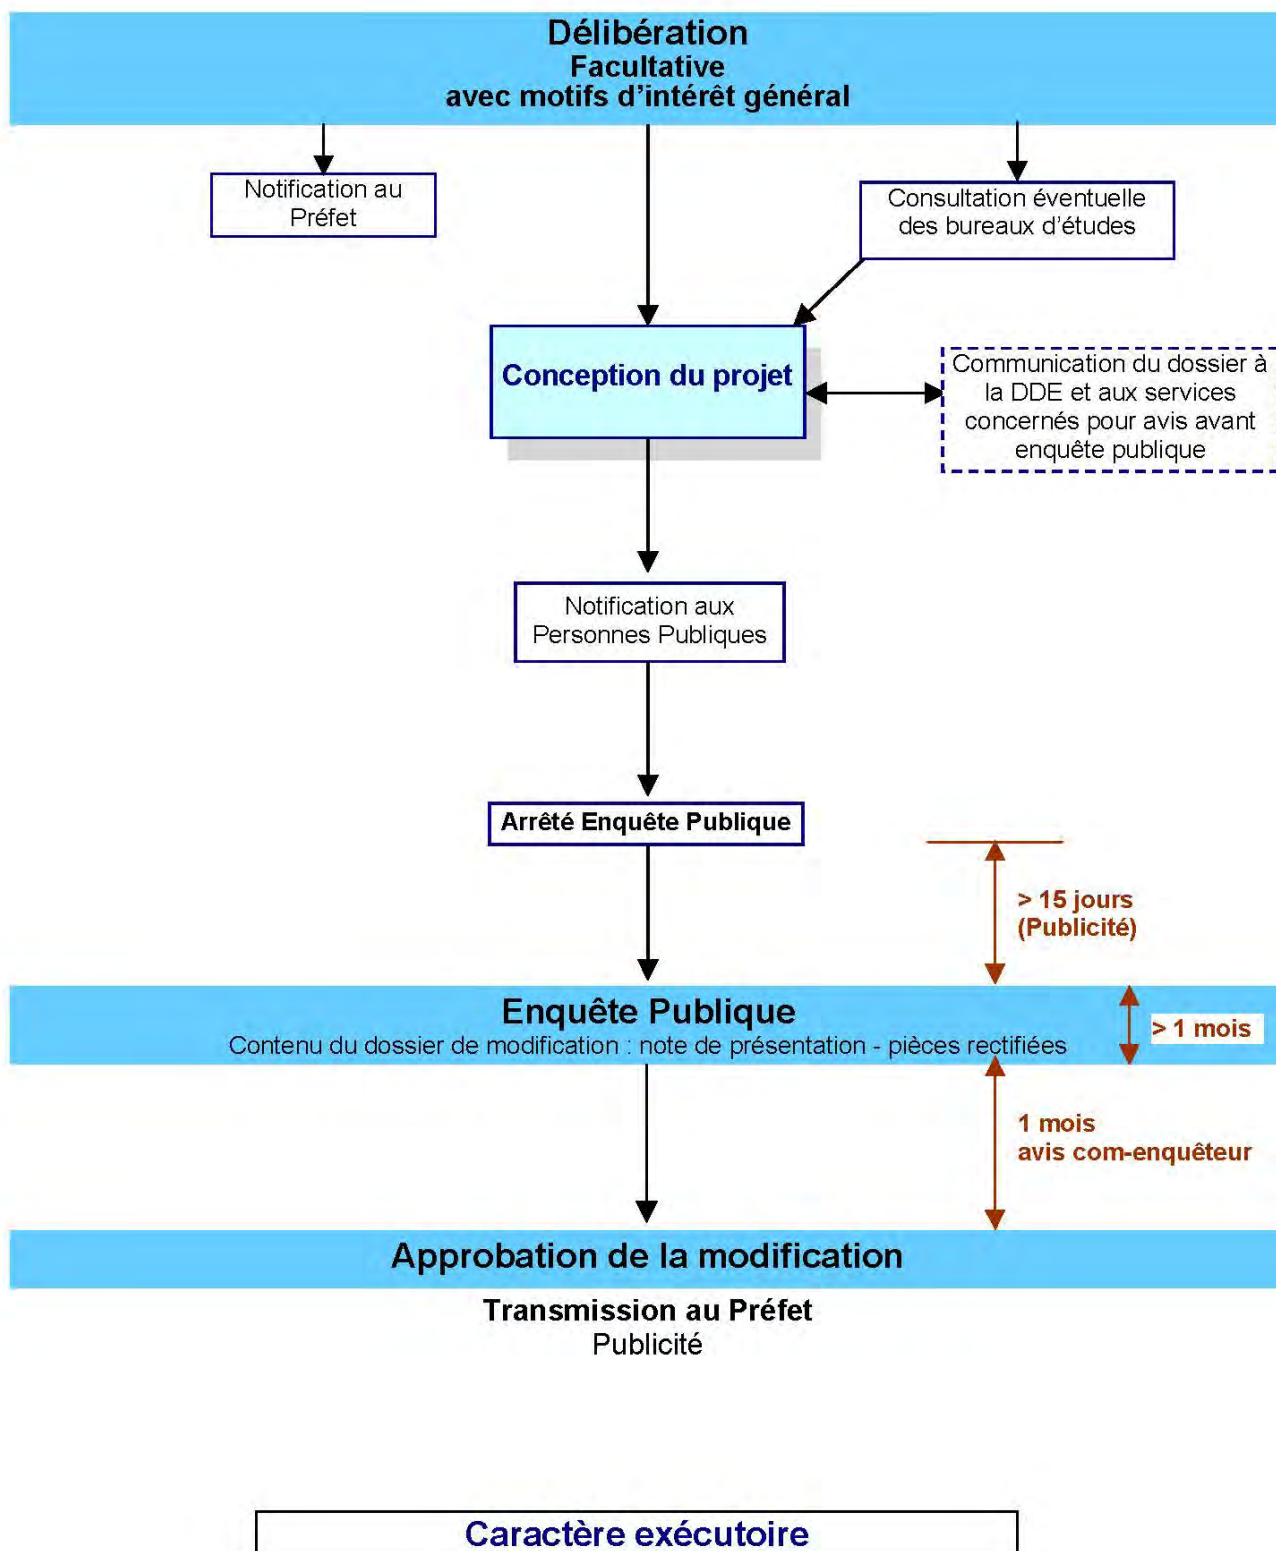 Délibération
Facultative
avec motifs d'intérêt général
Notification au
Préfet
Consultation éventuelle
des bureaux d'études
Conception du projet
Communication du dossier à
la DDE et aux services
concernés pour avis avant
enquête publique
Notification aux
Personnes Publiques
Arrêté Enquête Publique
> 15 jours
(Publicité)
Enquête Publique
Contenu du dossier de modification : note de présentation - pièces rectifiées
> 1 mois
1 mois
avis com-enquêteur
Approbation de la modification
Transmission au Préfet
Publicité
Caractère exécutoire